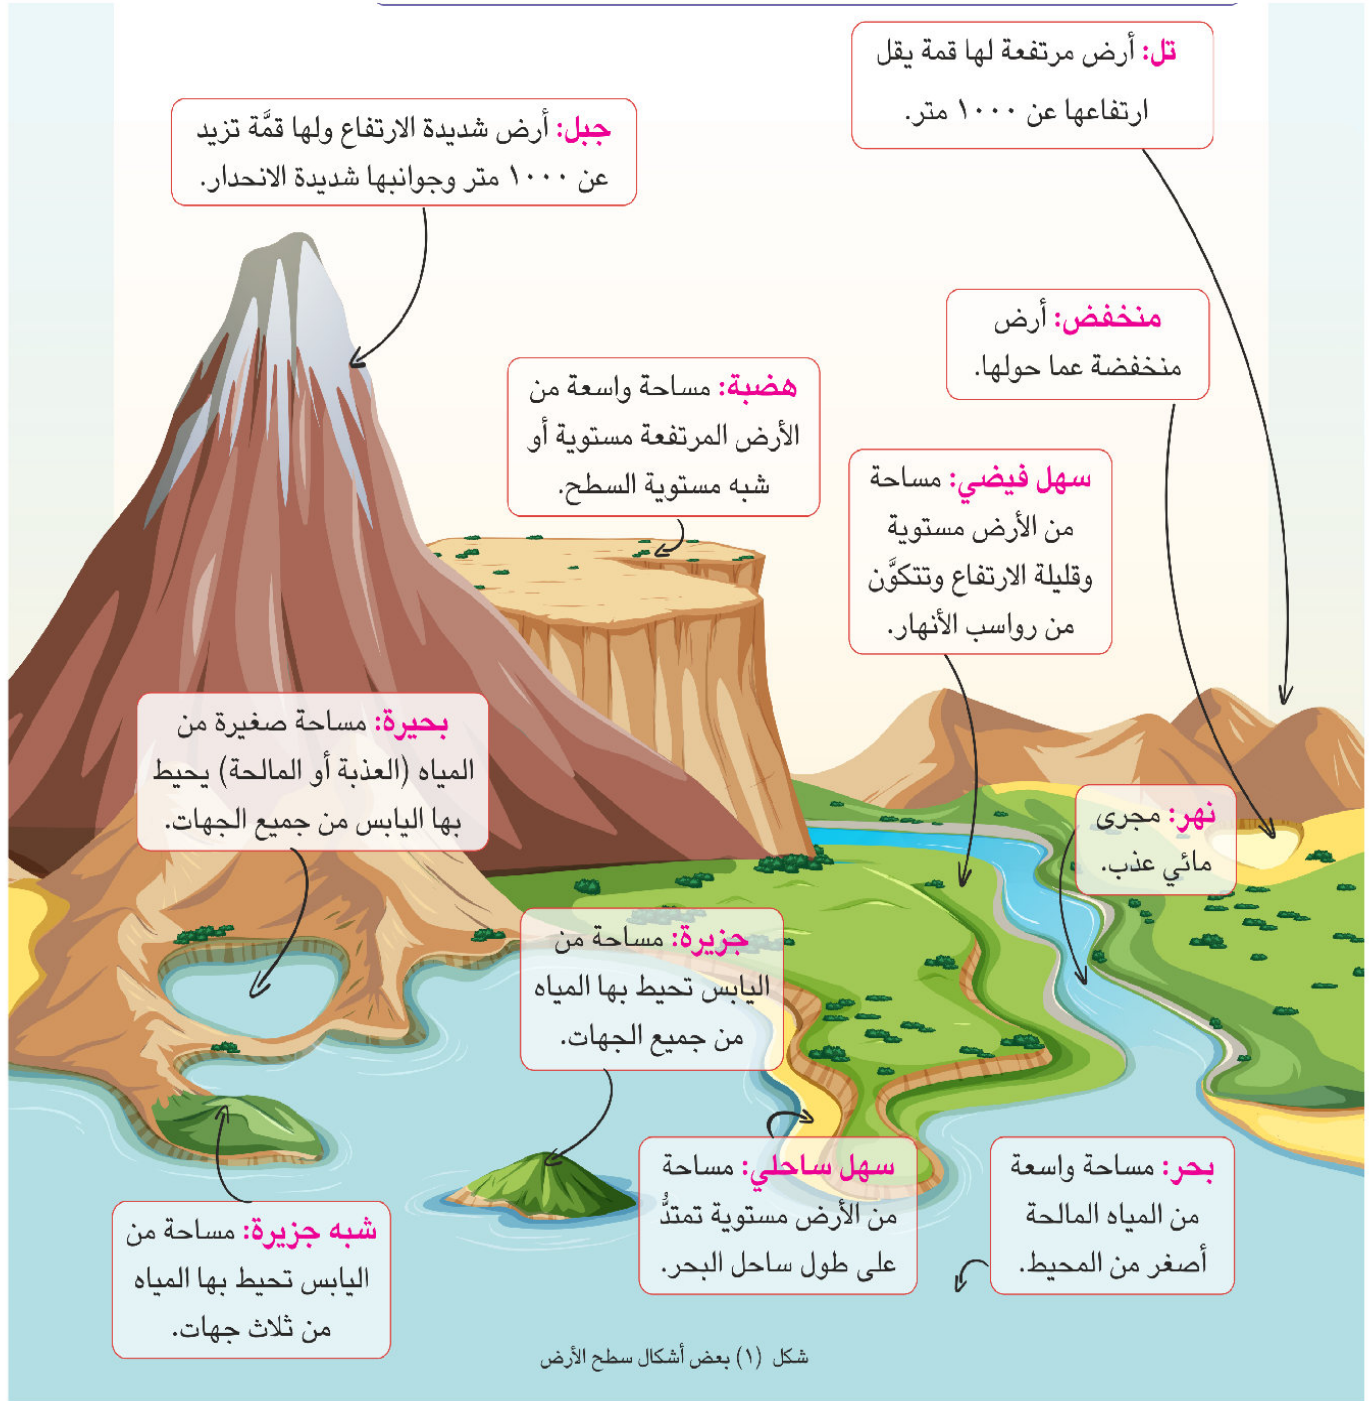 تل: أرض مرتفعة لها قمة يقل
ارتفاعها عن ١٠٠٠ متر.
جبل: أرض شديدة الارتفاع ولها قمَّة تزيد
عن ١٠٠٠ متر وجوانبها شديدة الانحدار.
منخفض: أرض
منخفضة عما حولها.
هضبة: مساحة واسعة من
الأرض المرتفعة مستوية أو
شبه مستوية السطح.
سهل فيضي: مساحة
من الأرض مستوية
وقليلة الارتفاع وتتكوَّن
من رواسب الأنهار.
بحيرة: مساحة صغيرة من
المياه (العذبة أو المالحة) يحيط
بها اليابس من جميع الجهات.
نهر: مجرى
مائي عذب.
جزيرة: مساحة من
اليابس تحيط بها المياه
من جميع الجهات.
بحر: مساحة واسعة
من المياه المالحة
أصغر من المحيط.
سهل ساحلي: مساحة
من الأرض مستوية تمتدُّ
على طول ساحل البحر.
شبه جزيرة: مساحة من
اليابس تحيط بها المياه
من ثلاث جهات.
شكل (١) بعض أشكال سطح الأرض